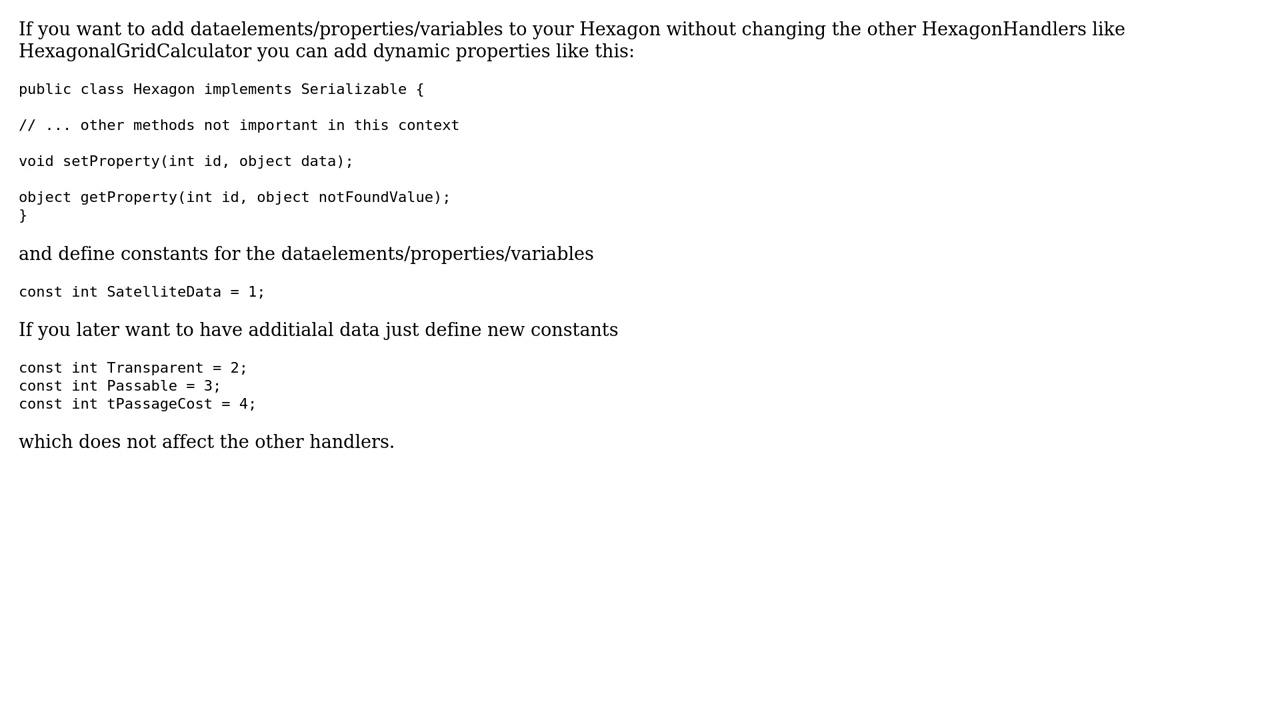 If you want to add dataelements/properties/variables to your Hexagon without changing the other HexagonHandlers like
HexagonalGridCalculator you can add dynamic properties like this:
public class Hexagon implements Serializable {
// ... other methods not important in this context
void setProperty(int id, object data);
object getProperty(int id, object notFoundValue);
}
and define constants for the dataelements/properties/variables
const int SatelliteData = 1;
If you later want to have additialal data just define new constants
const int Transparent = 2;
const int Passable = 3;
const int tPassageCost = 4;
which does not affect the other handlers.